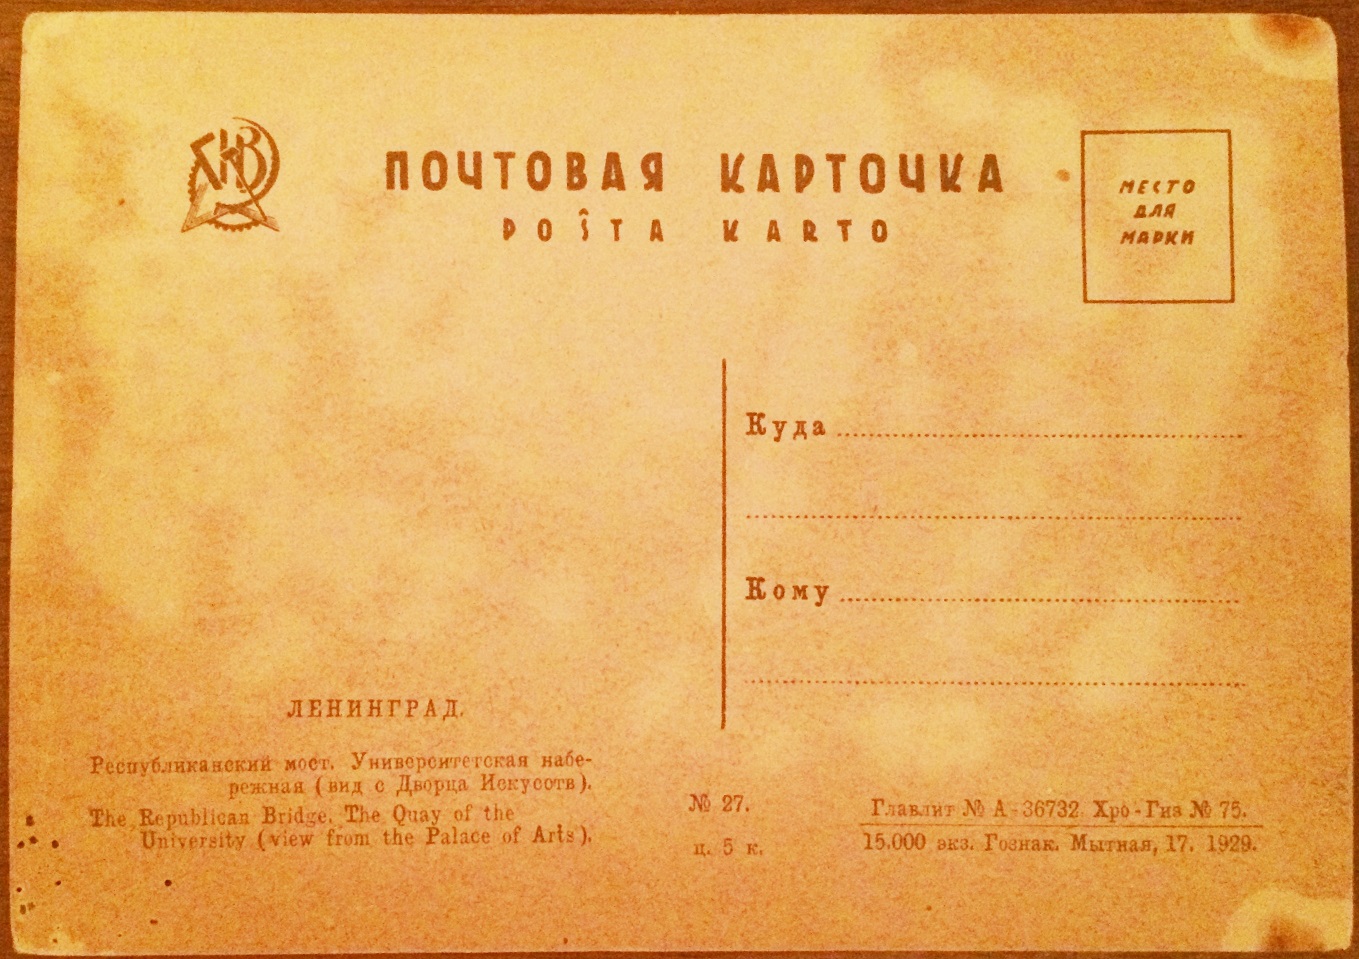 ПОЧТОВАЯ КАРТОЧКА
POŜTA KARTO
МЕСТО
ДЛЯ
МАРКИ
Куда
Кому
ЛЕНИНГРАД.
Республиканский мост. Университетская набе-
режная (вид с Дворца Искусств).
The Republican Bridge. The Quay of the
University (view from the Palace of Arts).
№ 27.
ц. 5 к.
Главлит № А-36732 Хро-Гиз № 75.
15.000 экз. Гознак. Мытная, 17. 1929.